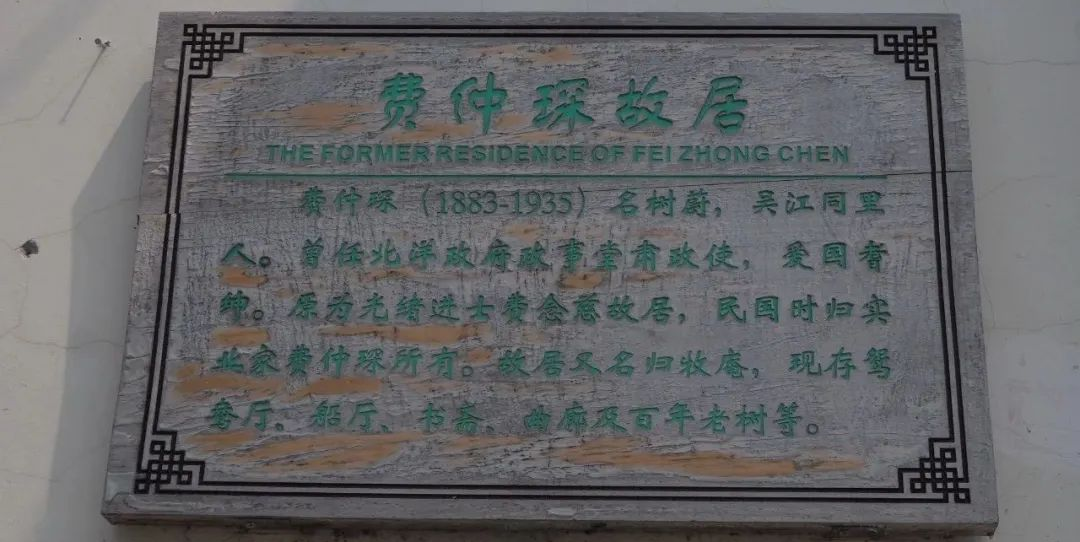 费仲琛故居
THE FORMER RESIDENCE OF FEI ZHONG CHEN
费仲琛（1883-1935）名树蔚，吴江同里
人。曾任北洋政府政事堂肃政使，爱国耆
绅。原为光绪进士费念慈故居，民国时归实
业家费仲琛所有。故居又名归牧庵，现存鸳
鸯厅、船厅、书斋、曲廊及百年老树等。